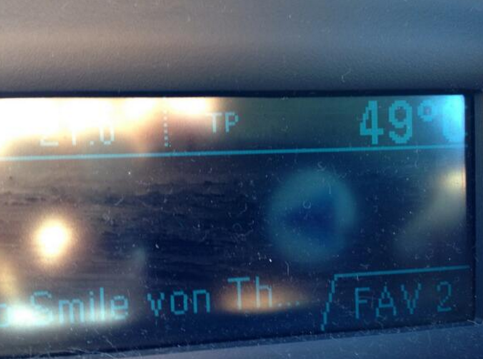 TP 49°
Smile von Th...
FAV 2